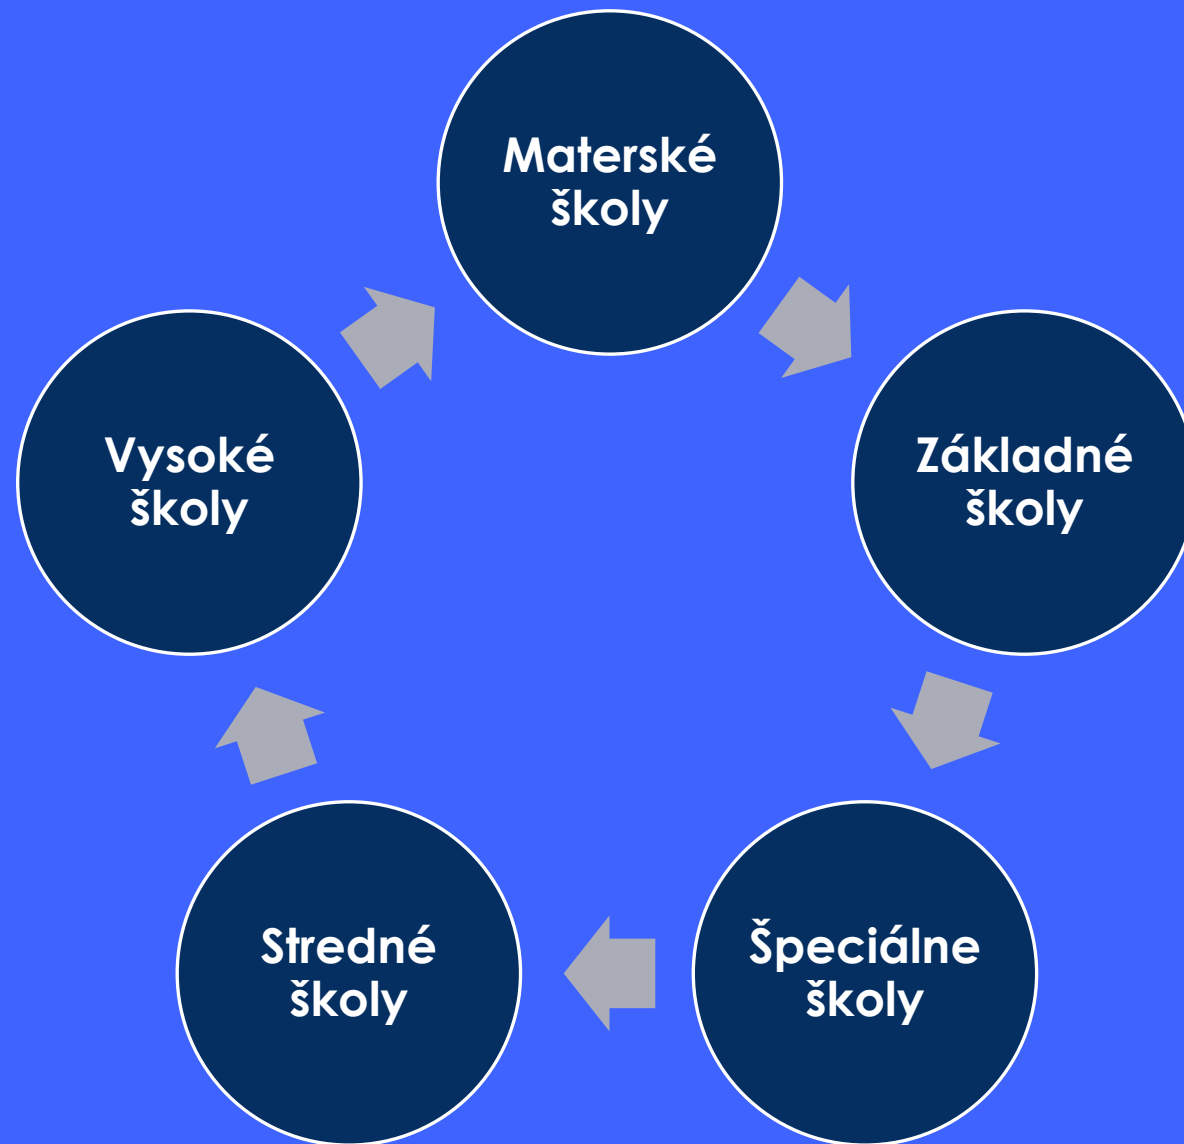 Materské
školy
Základné
školy
Špeciálne
školy
Stredné
školy
Vysoké
školy